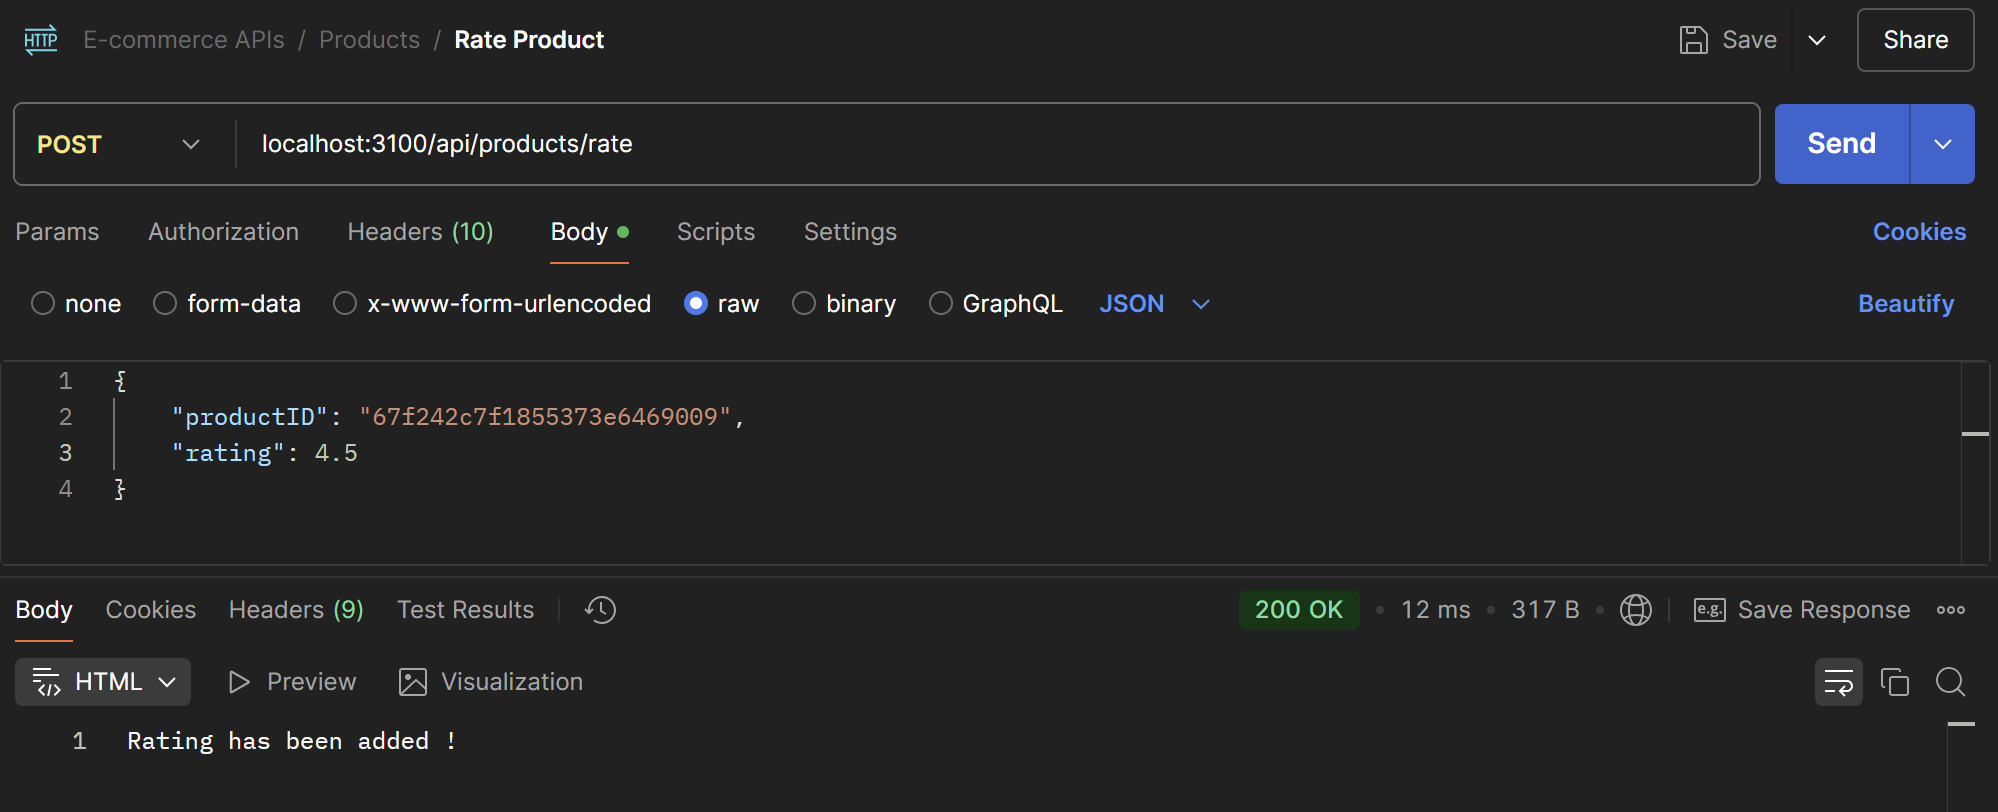 HTTP E-commerce APIs / Products / Rate Product Save Share
POST localhost:3100/api/products/rate Send
Params Authorization Headers (10) Body Scripts Settings Cookies
none form-data x-www-form-urlencoded raw binary GraphQL JSON Beautify
1 {
2 "productID": "67f242c7f1855373e6469009",
3 "rating": 4.5
4 }
Body Cookies Headers (9) Test Results 200 OK • 12 ms • 317 B • e.g. Save Response
HTML Preview Visualization
1 Rating has been added !